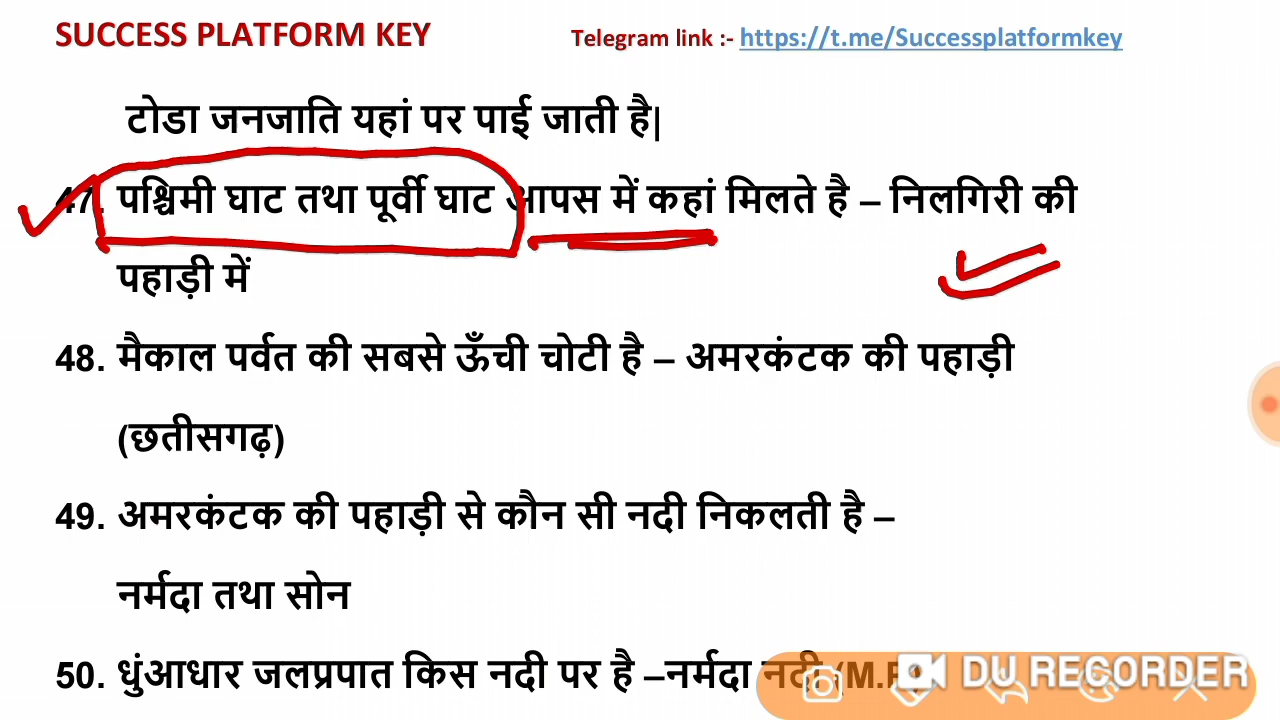 SUCCESS PLATFORM KEY Telegram link :- https://t.me/Successplatformkey
टोडा जनजाति यहां पर पाई जाती है|
47. पश्चिमी घाट तथा पूर्वी घाट आपस में कहां मिलते है – निलगिरी की
पहाड़ी में
48. मैकाल पर्वत की सबसे ऊँची चोटी है – अमरकंटक की पहाड़ी
(छतीसगढ़)
49. अमरकंटक की पहाड़ी से कौन सी नदी निकलती है –
नर्मदा तथा सोन
50. धुंआधार जलप्रपात किस नदी पर है –नर्मदा नदी
DU RECORDER